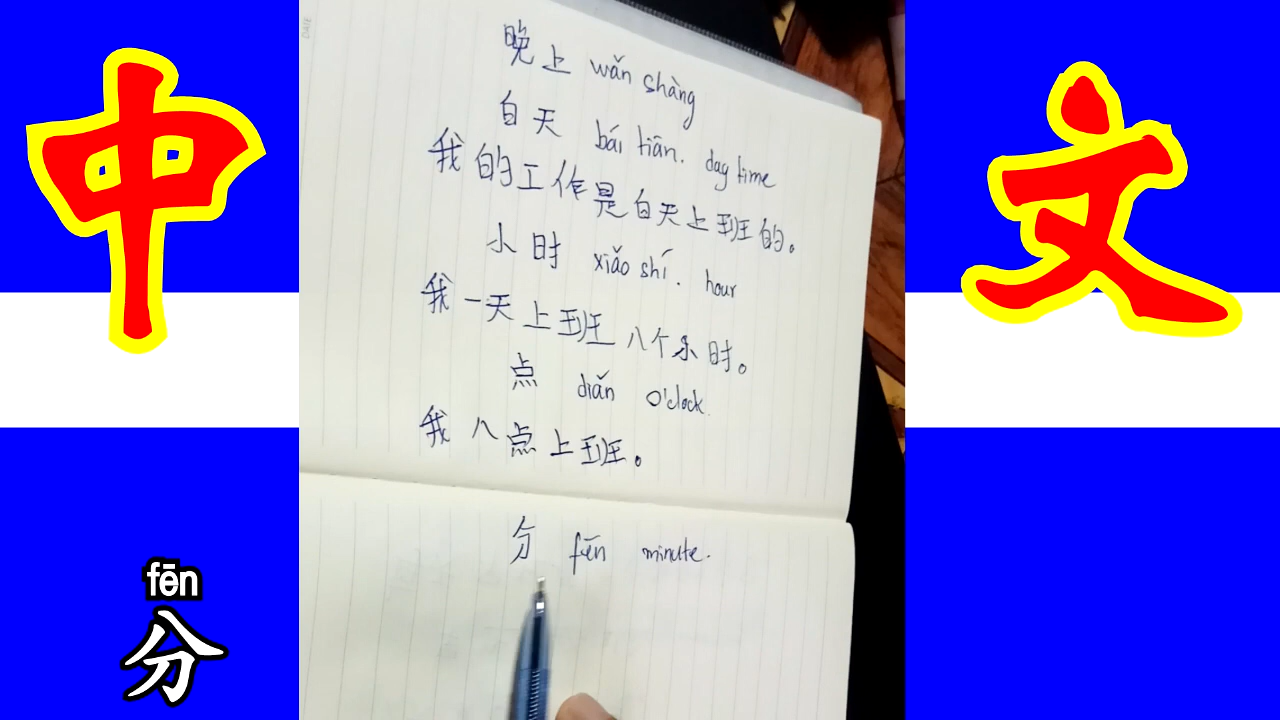 中
文
晚上 wǎn shàng
白天 bái tiān. day time
我的工作是白天上班的。
小时 xiǎo shí. hour
我一天上班八个小时。
点 diǎn O'clock.
我八点上班。
分 fēn minute.
fēn
分